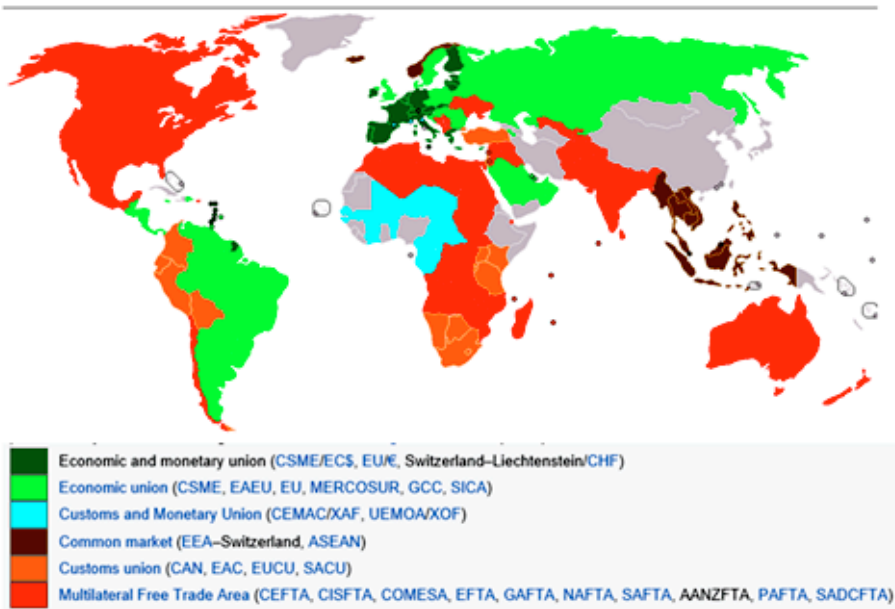 Economic and monetary union (CSME/EC$, EU/€, Switzerland–Liechtenstein/CHF)
Economic union (CSME, EAEU, EU, MERCOSUR, GCC, SICA)
Customs and Monetary Union (CEMAC/XAF, UEMOA/XOF)
Common market (EEA–Switzerland, ASEAN)
Customs union (CAN, EAC, EUCU, SACU)
Multilateral Free Trade Area (CEFTA, CISFTA, COMESA, EFTA, GAFTA, NAFTA, SAFTA, AANZFTA, PAFTA, SADCFTA)